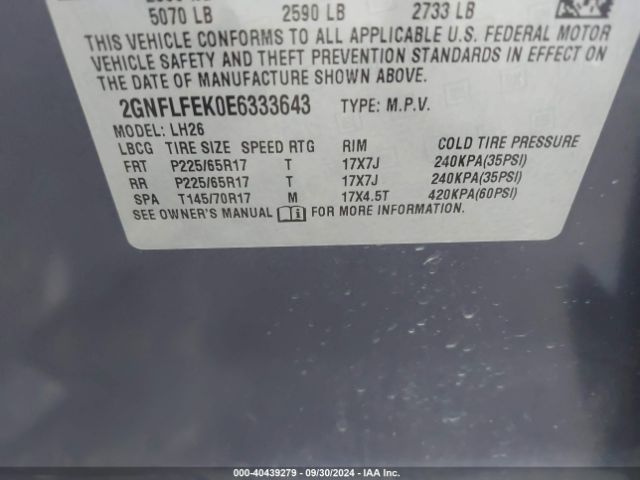 5070 LB 2590 LB 2733 LB
THIS VEHICLE CONFORMS TO ALL APPLICABLE U.S. FEDERAL MOTOR
VEHICLE SAFETY AND THEFT PREVENTION STANDARDS IN EFFECT ON
THE DATE OF MANUFACTURE SHOWN ABOVE.
2GNFLFEK0E6333643 TYPE: M.P.V.
MODEL: LH26
LBCG TIRE SIZE SPEED RTG RIM COLD TIRE PRESSURE
FRT P225/65R17 T 17X7J 240KPA(35PSI)
RR P225/65R17 T 17X7J 240KPA(35PSI)
SPA T145/70R17 M 17X4.5T 420KPA(60PSI)
SEE OWNER'S MANUAL FOR MORE INFORMATION.
000-40439279 - 09/30/2024 - IAA Inc.